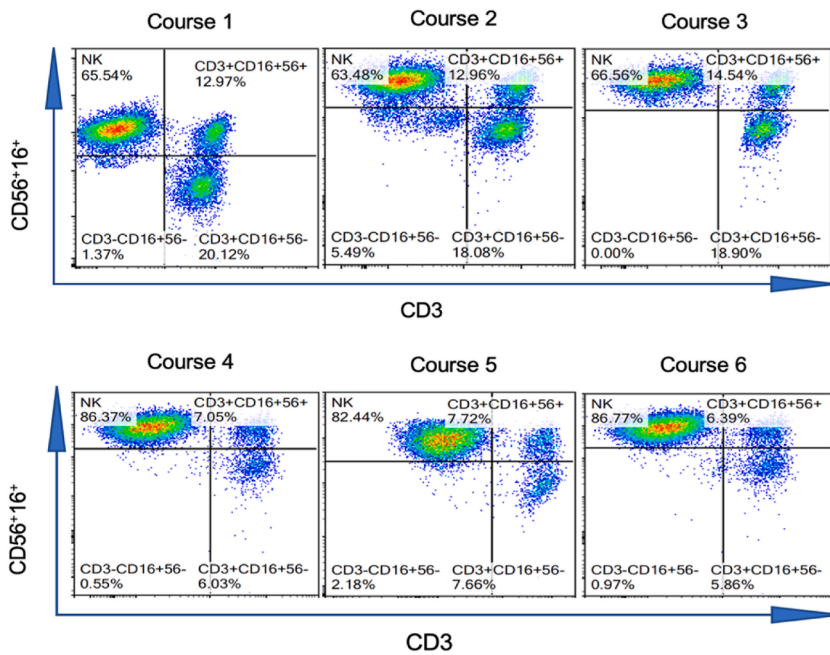 Course 1
Course 2
Course 3
NK
65.54%
CD3+CD16+56+
12.97%
CD3-CD16+56-
1.37%
CD3+CD16+56-
20.12%
NK
63.48%
CD3+CD16+56+
12.96%
CD3-CD16+56-
5.49%
CD3+CD16+56-
18.08%
NK
66.56%
CD3+CD16+56+
14.54%
CD3-CD16+56-
0.00%
CD3+CD16+56-
18.90%
CD56⁺16⁺
CD3
Course 4
Course 5
Course 6
NK
86.37%
CD3+CD16+56+
7.05%
CD3-CD16+56-
0.55%
CD3+CD16+56-
6.03%
NK
82.44%
CD3+CD16+56+
7.72%
CD3-CD16+56-
2.18%
CD3+CD16+56-
7.66%
NK
86.77%
CD3+CD16+56+
6.39%
CD3-CD16+56-
0.97%
CD3+CD16+56-
5.86%
CD56⁺16⁺
CD3